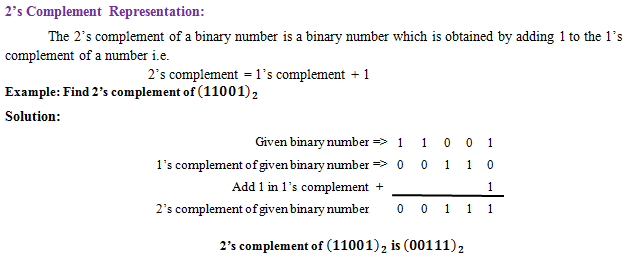 2's Complement Representation:
The 2's complement of a binary number is a binary number which is obtained by adding 1 to the 1's
complement of a number i.e.
2's complement = 1's complement + 1
Example: Find 2's complement of (11001)₂
Solution:
Given binary number => 1 1 0 0 1
1's complement of given binary number => 0 0 1 1 0
Add 1 in 1's complement + 1
2's complement of given binary number 0 0 1 1 1
2's complement of (11001)₂ is (00111)₂